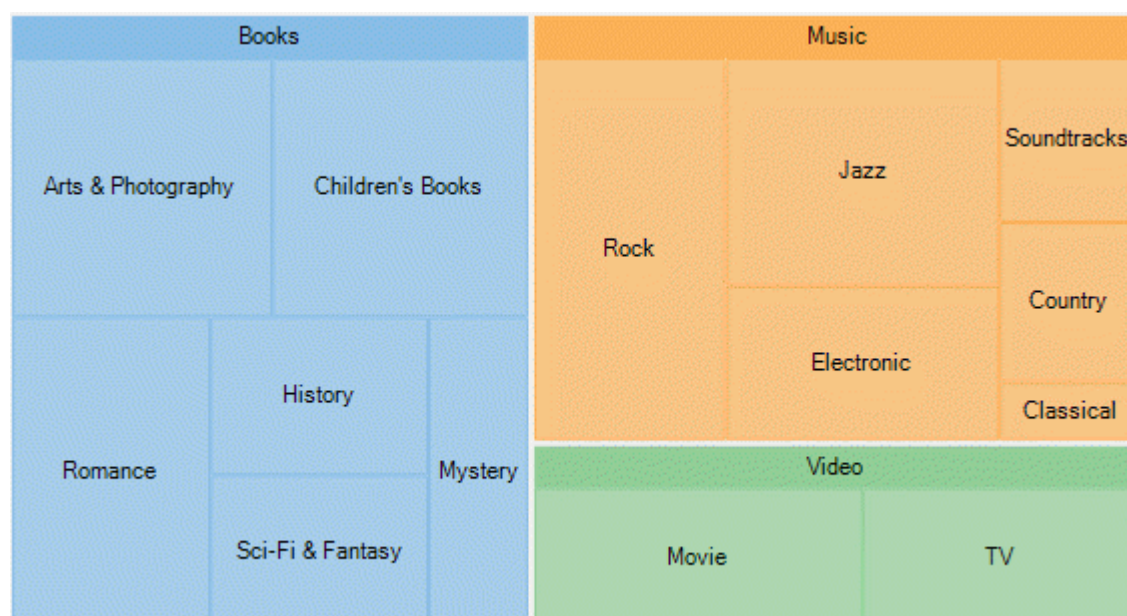 Books
Arts & Photography
Children's Books
Romance
History
Sci-Fi & Fantasy
Mystery
Music
Rock
Jazz
Electronic
Soundtracks
Country
Classical
Video
Movie
TV